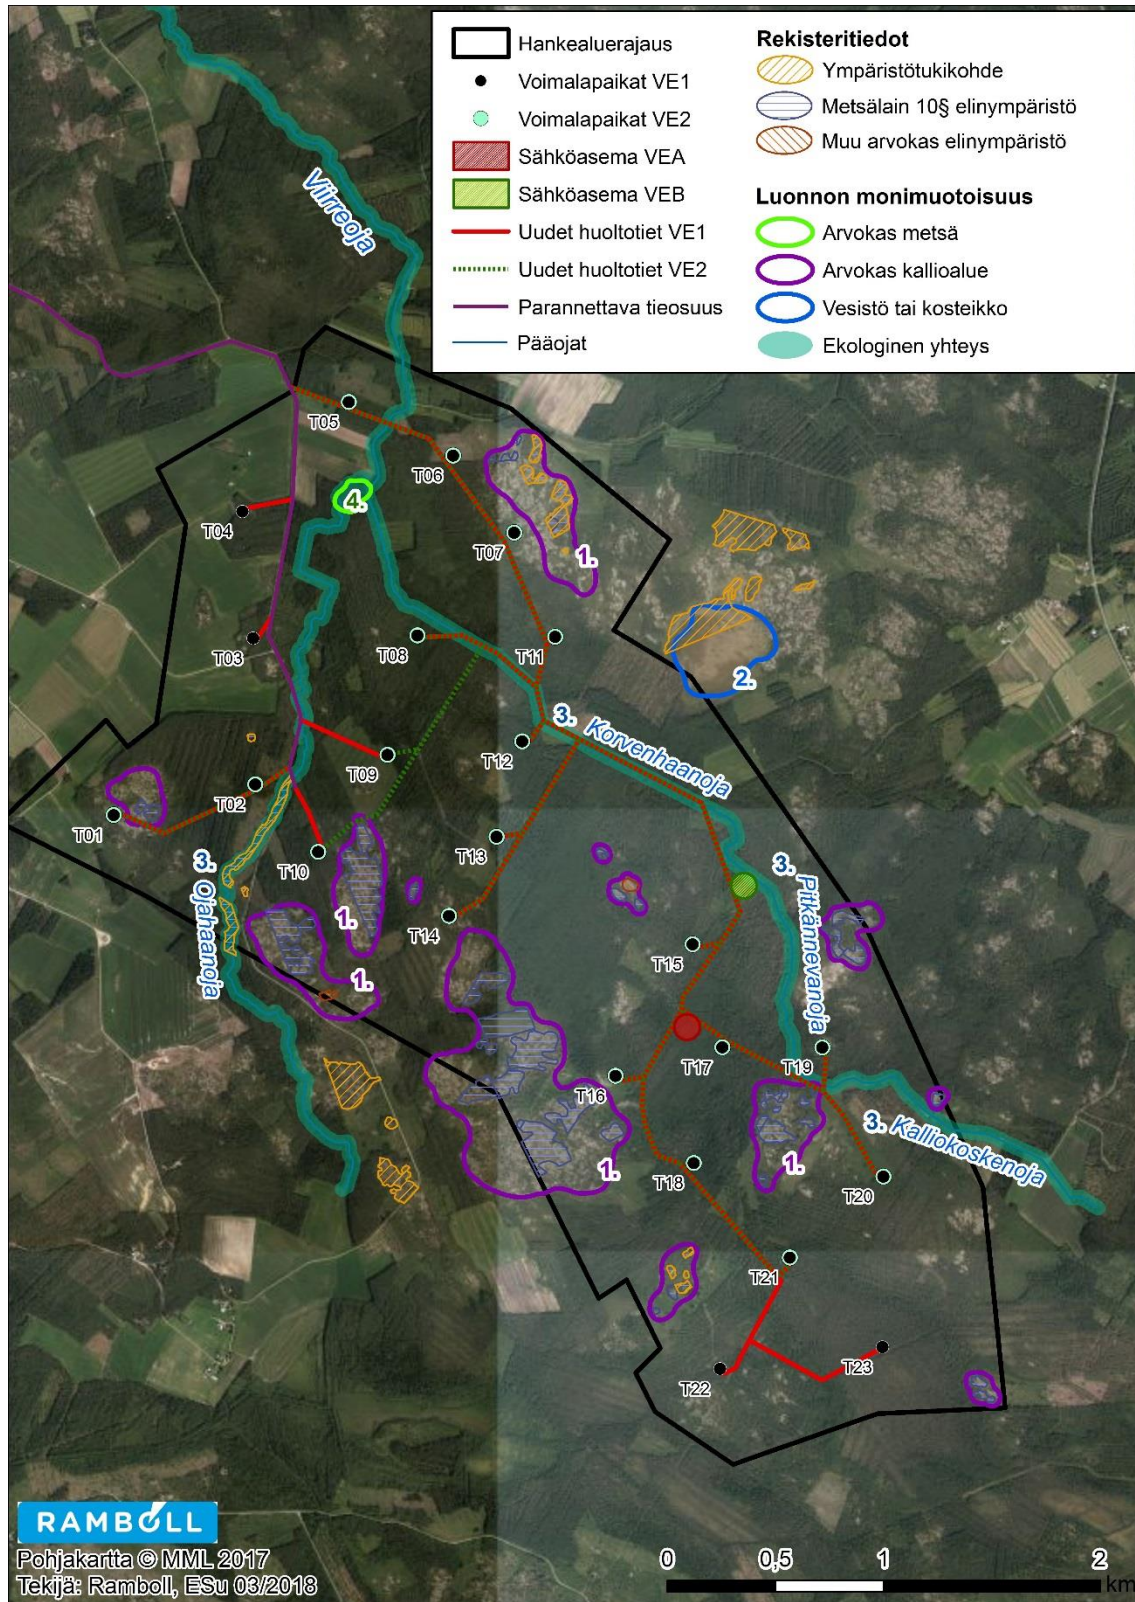 Hankealuerajaus
Voimalapaikat VE1
Voimalapaikat VE2
Sähköasema VEA
Sähköasema VEB
Uudet huoltotiet VE1
Uudet huoltotiet VE2
Parannettava tieosuus
Pääojat
Rekisteritiedot
Ympäristötukikohde
Metsälain 10§ elinympäristö
Muu arvokas elinympäristö
Luonnon monimuotoisuus
Arvokas metsä
Arvokas kallioalue
Vesistö tai kosteikko
Ekologinen yhteys
Viirreoja
T05
T06
4.
T04
T07
1.
T03
T08
T11
2.
3. Korvenhaanoja
T09
T12
T02
T01
T13
T10
3. Ojahaanoja
3. Pitkännevanoja
1.
T14
T15
1.
T17
T19
T16
3. Kalliokoskenoja
1.
T18
1.
T20
T21
T23
T22
RAMBOLL
Pohjakartta © MML 2017
Tekijä: Ramboll, ESu 03/2018
0 0,5 1 2
km